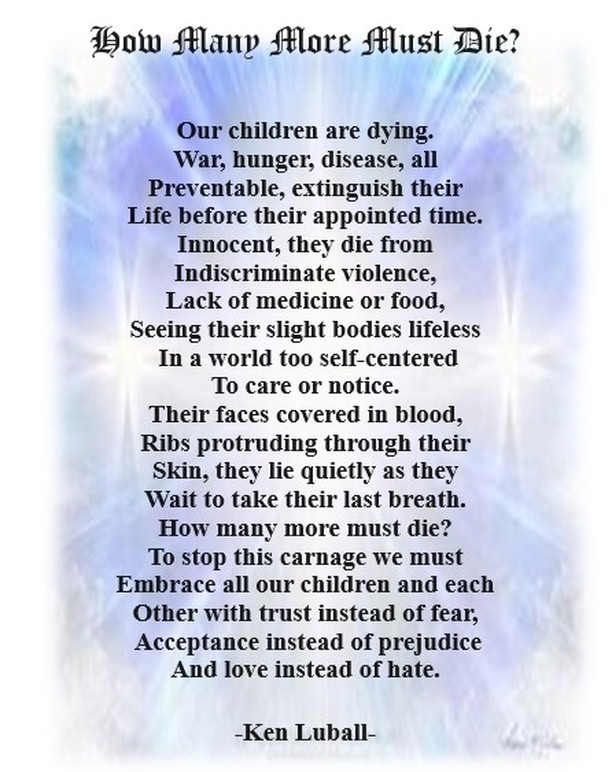 How Many More Must Die?
Our children are dying.
War, hunger, disease, all
Preventable, extinguish their
Life before their appointed time.
Innocent, they die from
Indiscriminate violence,
Lack of medicine or food,
Seeing their slight bodies lifeless
In a world too self-centered
To care or notice.
Their faces covered in blood,
Ribs protruding through their
Skin, they lie quietly as they
Wait to take their last breath.
How many more must die?
To stop this carnage we must
Embrace all our children and each
Other with trust instead of fear,
Acceptance instead of prejudice
And love instead of hate.
-Ken Luball-